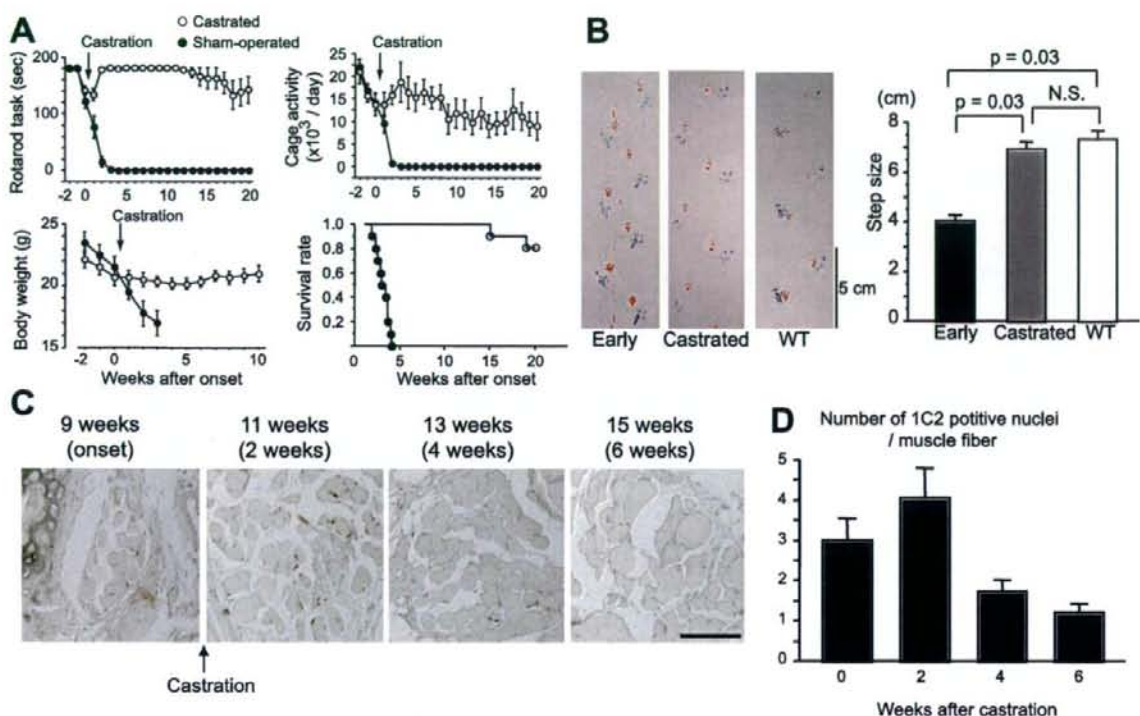 A
Castrated
Sham-operated
Castration
Rotarod task (sec)
180
100
0
-2 0 5 10 15 20
Castration
Cage activity
(x10³ / day)
25
20
15
10
5
0
-2 0 5 10 15 20
Castration
Body weight (g)
25
20
15
-2 0 5 10
Weeks after onset
Survival rate
1.0
0.8
0.6
0.4
0.2
0 5 10 15 20
Weeks after onset
B
Early
Castrated
WT
5 cm
p = 0.03
p = 0.03
N.S.
(cm)
Step size
8
6
4
2
0
Early
Castrated
WT
C
9 weeks
(onset)
11 weeks
(2 weeks)
13 weeks
(4 weeks)
15 weeks
(6 weeks)
Castration
D
Number of 1C2 potitive nuclei
/ muscle fiber
5
4
3
2
1
0
0 2 4 6
Weeks after castration